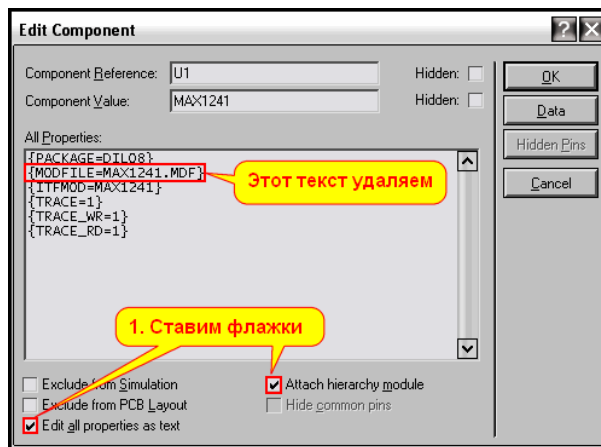 Edit Component
Component Reference: U1 Hidden:
Component Value: MAX1241 Hidden:
OK
Data
Hidden Pins
Cancel
All Properties:
{PACKAGE=DIL08}
{MODFILE=MAX1241.MDF}
{ITFMOD=MAX1241}
{TRACE=1}
{TRACE_WR=1}
{TRACE_RD=1}
Этот текст удаляем
1. Ставим флажки
Exclude from Simulation
Attach hierarchy module
Exclude from PCB Layout
Hide common pins
Edit all properties as text